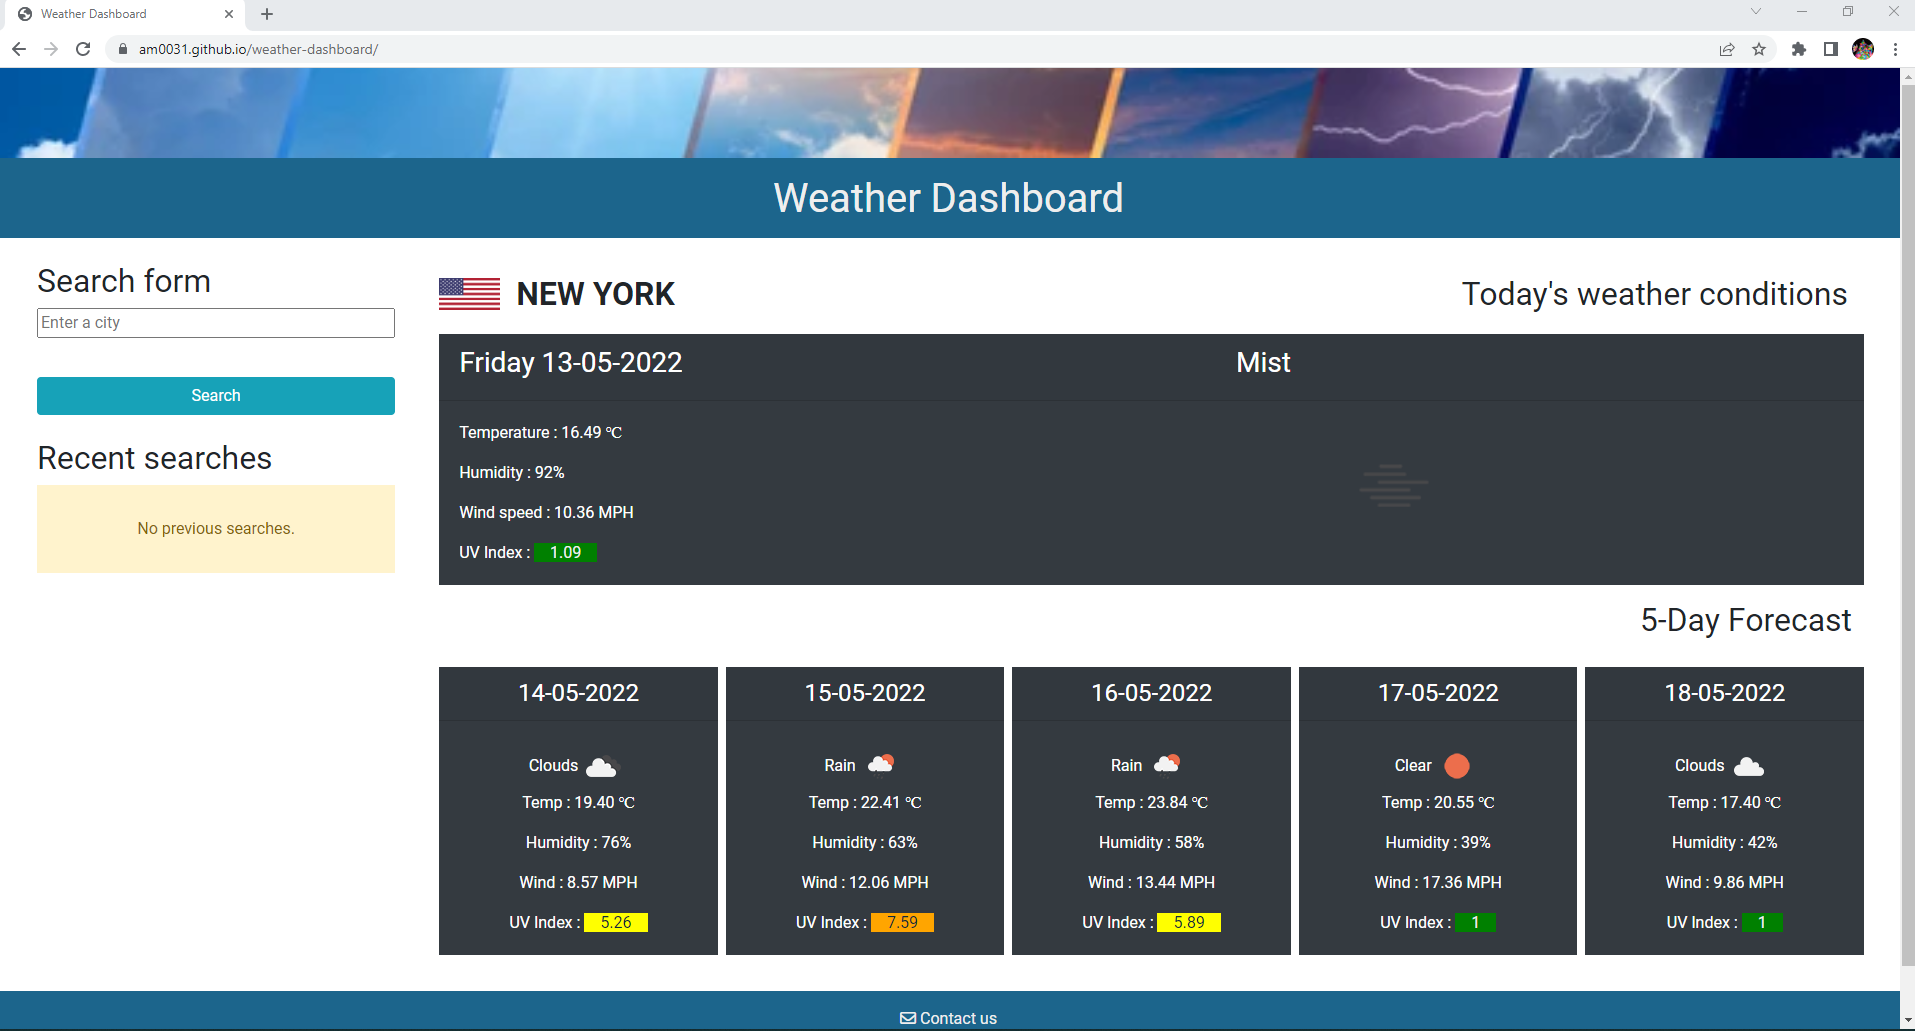 Weather Dashboard
am0031.github.io/weather-dashboard/
Weather Dashboard
Search form
Enter a city
Search
Recent searches
No previous searches.
NEW YORK
Today's weather conditions
Friday 13-05-2022
Mist
Temperature : 16.49 °C
Humidity : 92%
Wind speed : 10.36 MPH
UV Index : 1.09
5-Day Forecast
14-05-2022
Clouds
Temp : 19.40 °C
Humidity : 76%
Wind : 8.57 MPH
UV Index : 5.26
15-05-2022
Rain
Temp : 22.41 °C
Humidity : 63%
Wind : 12.06 MPH
UV Index : 7.59
16-05-2022
Rain
Temp : 23.84 °C
Humidity : 58%
Wind : 13.44 MPH
UV Index : 5.89
17-05-2022
Clear
Temp : 20.55 °C
Humidity : 39%
Wind : 17.36 MPH
UV Index : 1
18-05-2022
Clouds
Temp : 17.40 °C
Humidity : 42%
Wind : 9.86 MPH
UV Index : 1
Contact us